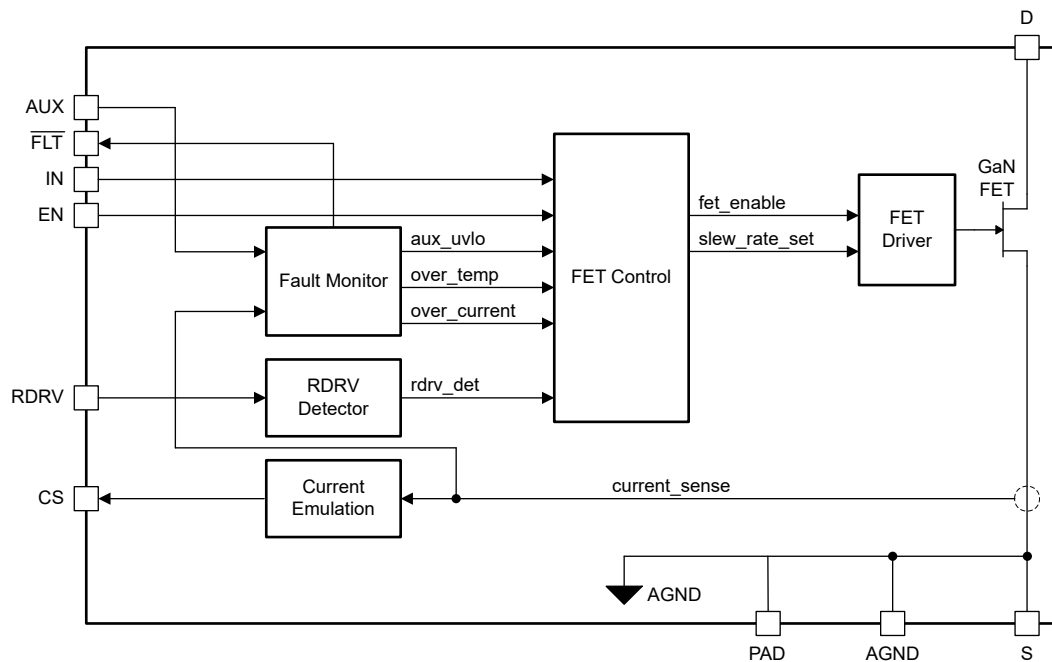 D
AUX
FLT
IN
EN
GaN
FET
fet_enable
slew_rate_set
FET
Driver
aux_uvlo
over_temp
over_current
Fault Monitor
FET Control
RDRV
RDRV
Detector
rdrv_det
CS
Current
Emulation
current_sense
AGND
PAD
AGND
S